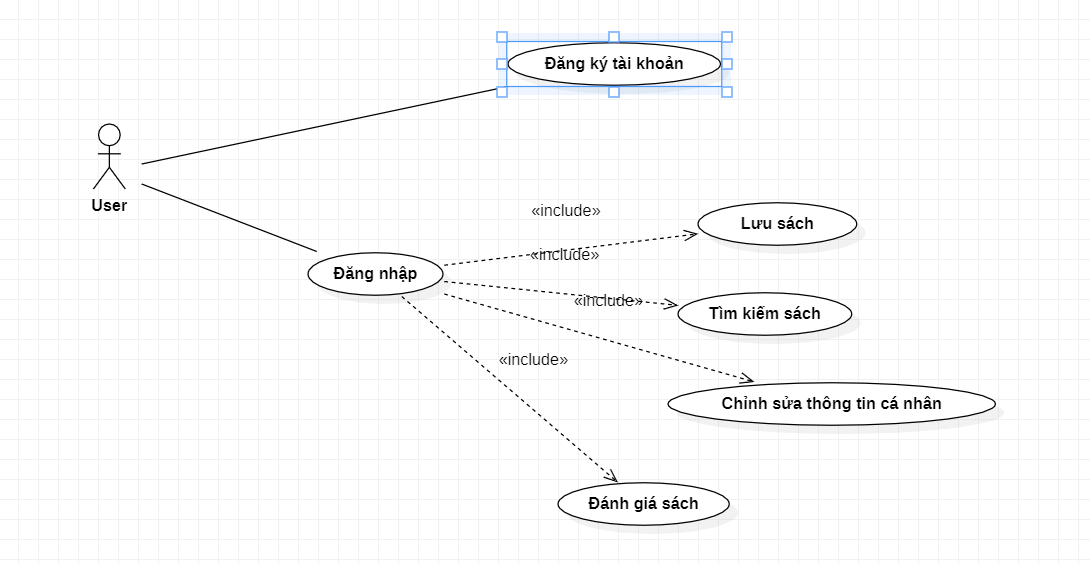 Đăng ký tài khoản
User
«include»
Lưu sách
«include»
Đăng nhập
«include»
Tìm kiếm sách
«include»
Chỉnh sửa thông tin cá nhân
Đánh giá sách